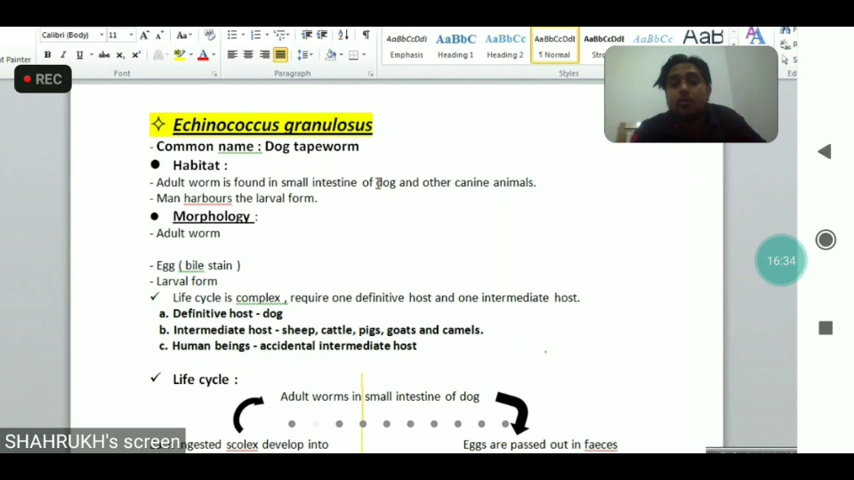 Calibri (Body)
11
Painter
Font
Paragraph
Styles
AaBbCcDdI
AaBbC
AaBbCc
AaBbCcDdI
AaBbCcDdI
AaBbCc
AaB
Emphasis
Heading 1
Heading 2
¶ Normal
REC
✧ Echinococcus granulosus
- Common name : Dog tapeworm
● Habitat :
- Adult worm is found in small intestine of dog and other canine animals.
- Man harbours the larval form.
● Morphology :
- Adult worm
- Egg ( bile stain )
- Larval form
✓ Life cycle is complex , require one definitive host and one intermediate host.
a. Definitive host - dog
b. Intermediate host - sheep, cattle, pigs, goats and camels.
c. Human beings - accidental intermediate host
✓ Life cycle :
Adult worms in small intestine of dog
ingested scolex develop into
Eggs are passed out in faeces
SHAHRUKH's screen
16:34